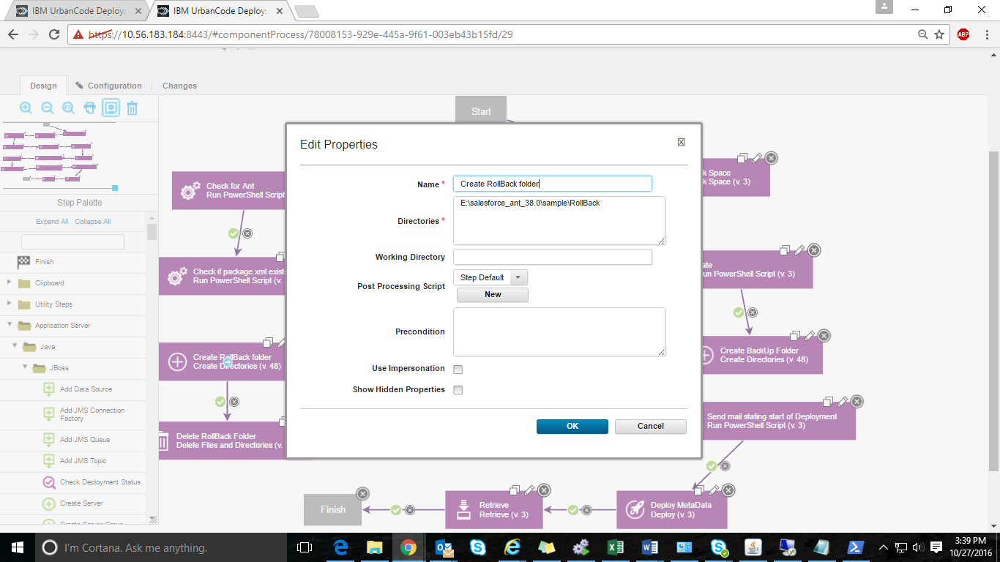 IBM UrbanCode Deploy:
IBM UrbanCode Deploy:
https://10.56.183.184:8443/#componentProcess/78008153-929e-445a-9f61-003eb43b15fd/29
ABP
Design
Configuration
Changes
Start
Edit Properties
Name *
Create RollBack folder
Directories *
E:\salesforce_ant_38.0\sample\RollBack
Working Directory
Post Processing Script
Step Default
New
Precondition
Use Impersonation
Show Hidden Properties
OK
Cancel
Step Palette
Expand All
Collapse All
Finish
Clipboard
Utility Steps
Application Server
Java
JBoss
Add Data Source
Add JMS Connection
Factory
Add JMS Queue
Add JMS Topic
Check Deployment Status
Create Server
Create Server Group
Check for Ant
Run PowerShell Script
Check if package.xml exist
Run PowerShell Script (v.
Create RollBack folder
Create Directories (v. 48)
Delete RollBack Folder
Delete Files and Directories (v.
k Space
k Space (v. 3)
ate
un PowerShell Script (v. 3)
Create BackUp Folder
Create Directories (v. 48)
Send mail stating start of Deployment
Run PowerShell Script (v. 3)
Finish
Retrieve
Retrieve (v. 3)
Deploy MetaData
Deploy (v. 3)
I'm Cortana. Ask me anything.
3:39 PM
10/27/2016